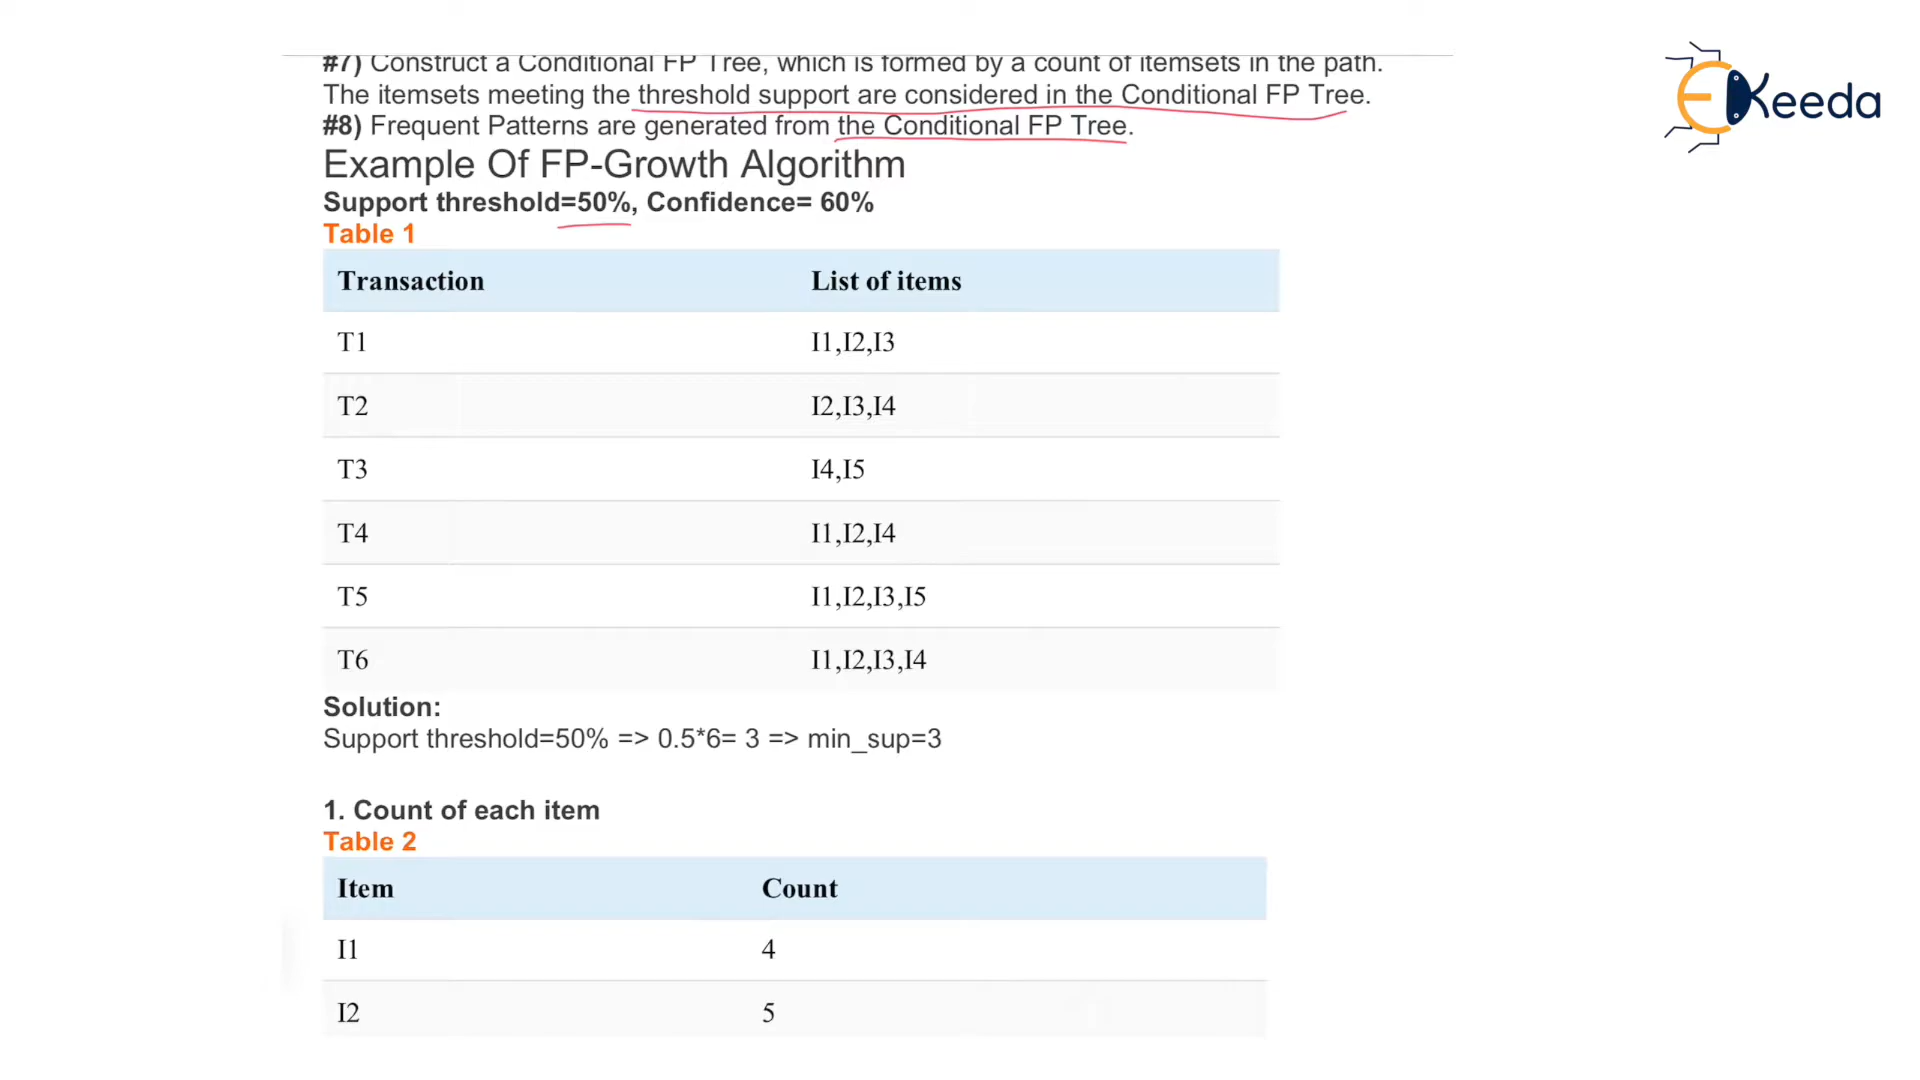 #7) Construct a Conditional FP Tree, which is formed by a count of itemsets in the path.
The itemsets meeting the threshold support are considered in the Conditional FP Tree.
#8) Frequent Patterns are generated from the Conditional FP Tree.
Example Of FP-Growth Algorithm
Support threshold=50%, Confidence= 60%
Table 1
Transaction List of items
T1 I1,I2,I3
T2 I2,I3,I4
T3 I4,I5
T4 I1,I2,I4
T5 I1,I2,I3,I5
T6 I1,I2,I3,I4
Solution:
Support threshold=50% => 0.5*6= 3 => min_sup=3
1. Count of each item
Table 2
Item Count
I1 4
I2 5
EKeeda